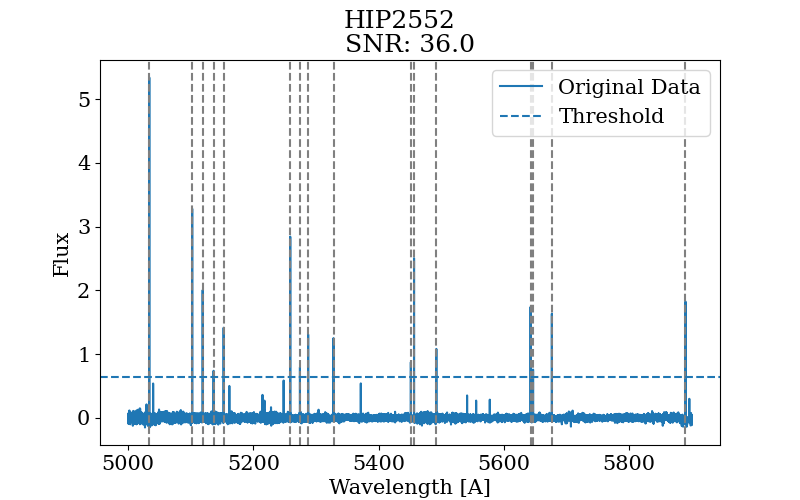 HIP2552
SNR: 36.0
Original Data
Threshold
5
4
3
2
1
0
Flux
5000 5200 5400 5600 5800
Wavelength [A]